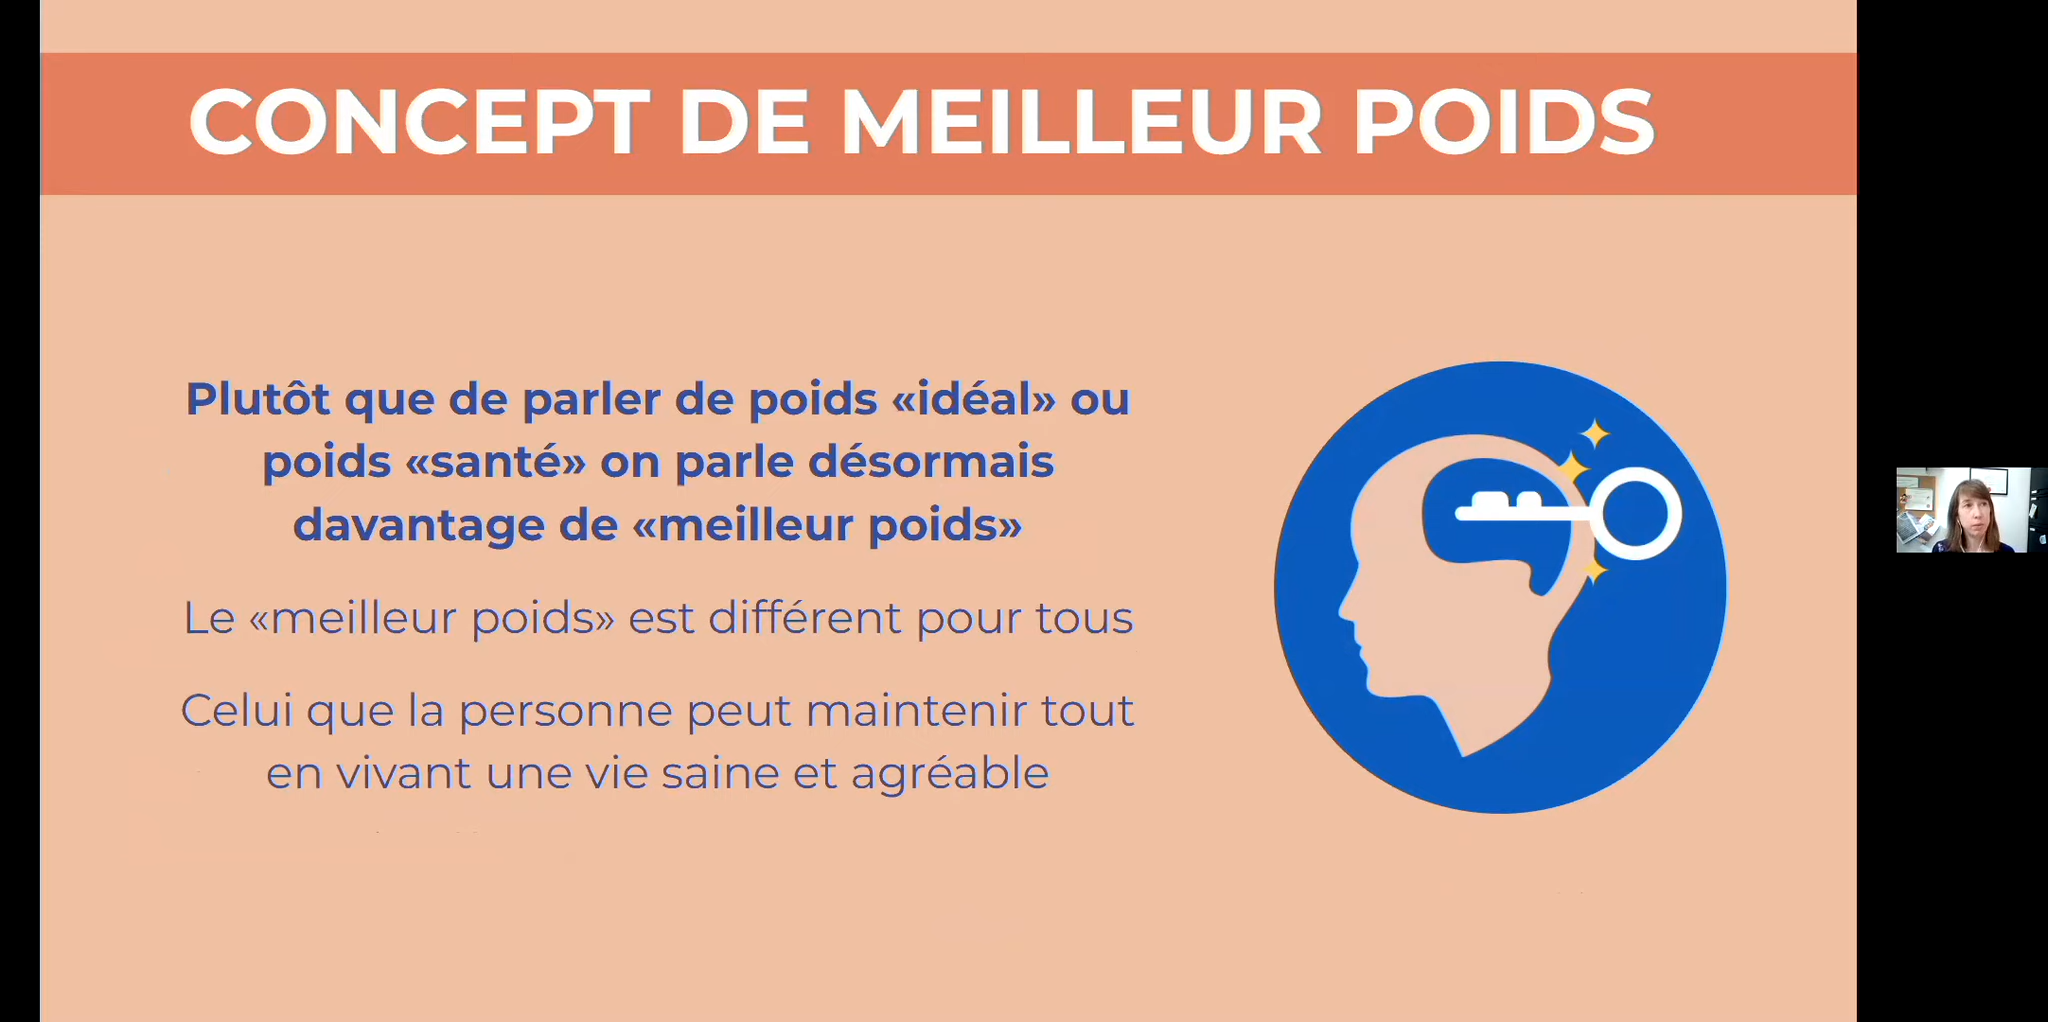 CONCEPT DE MEILLEUR POIDS
Plutôt que de parler de poids «idéal» ou
poids «santé» on parle désormais
davantage de «meilleur poids»
Le «meilleur poids» est différent pour tous
Celui que la personne peut maintenir tout
en vivant une vie saine et agréable